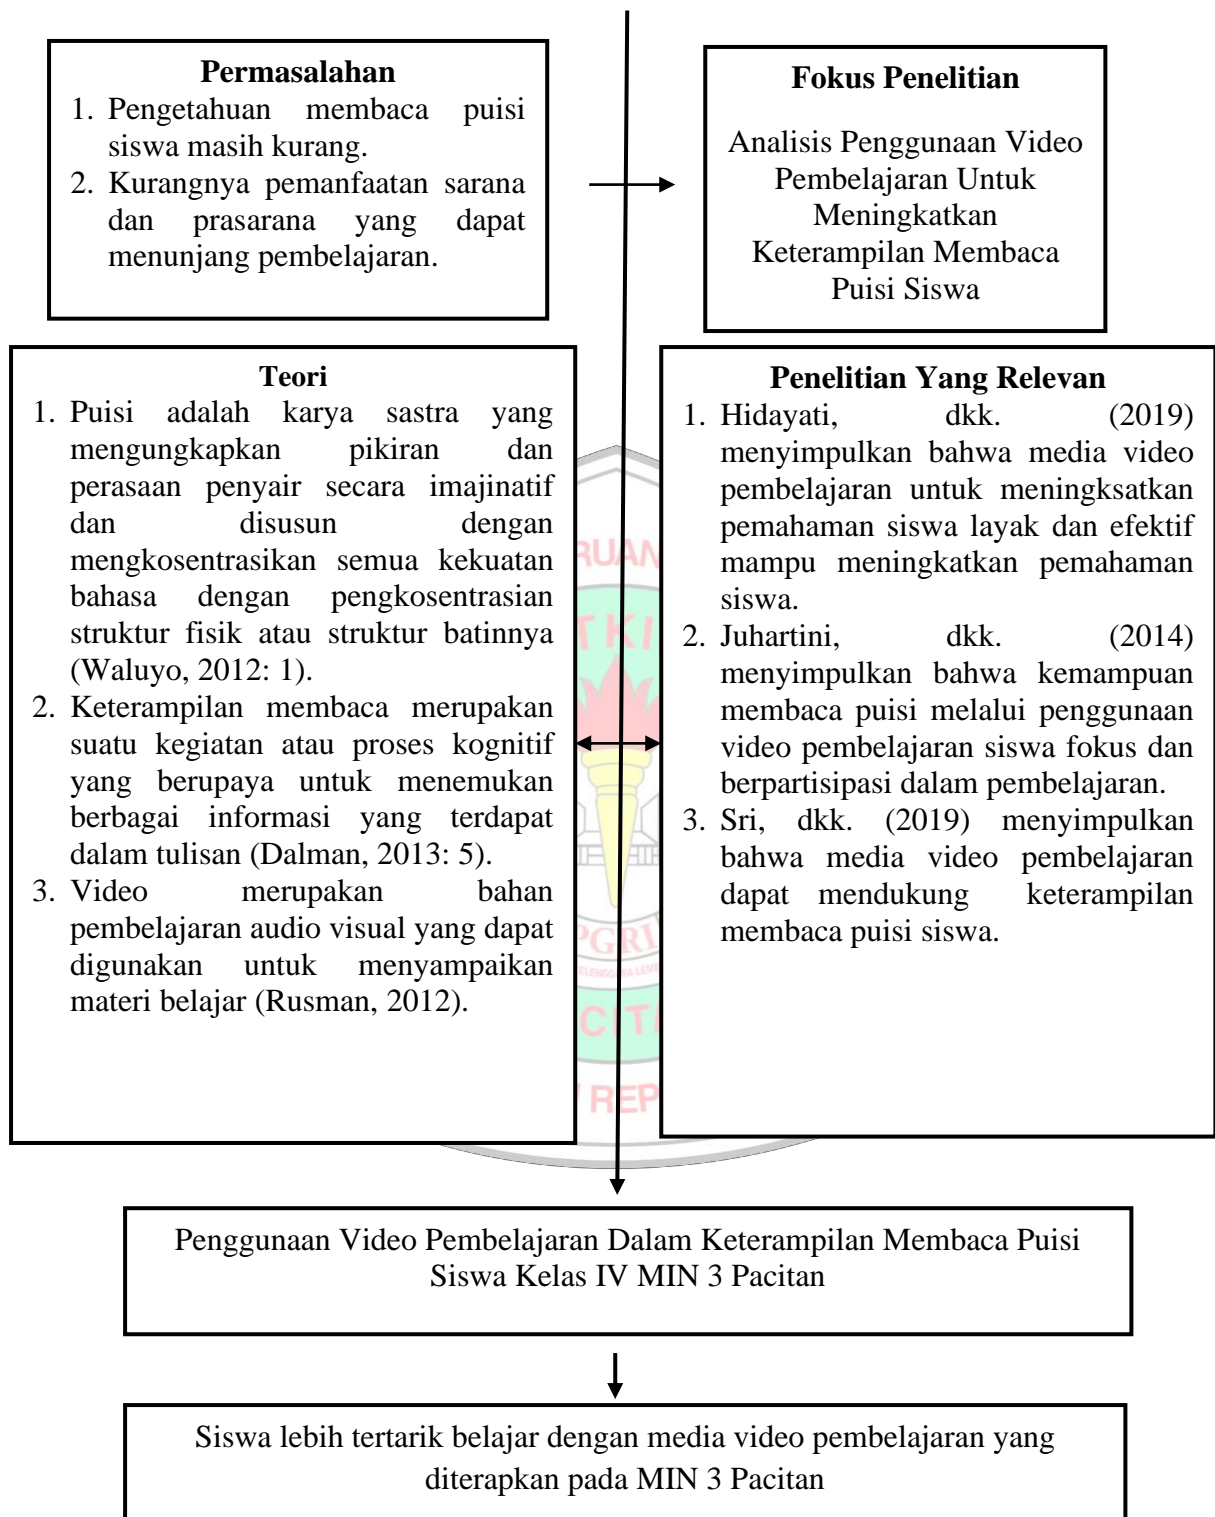 Permasalahan
1. Pengetahuan membaca puisi
siswa masih kurang.
2. Kurangnya pemanfaatan sarana
dan prasarana yang dapat
menunjang pembelajaran.
Fokus Penelitian
Analisis Penggunaan Video
Pembelajaran Untuk
Meningkatkan
Keterampilan Membaca
Puisi Siswa
Teori
1. Puisi adalah karya sastra yang
mengungkapkan pikiran dan
perasaan penyair secara imajinatif
dan disusun dengan
mengkosentrasikan semua kekuatan
bahasa dengan pengkosentrasian
struktur fisik atau struktur batinnya
(Waluyo, 2012: 1).
2. Keterampilan membaca merupakan
suatu kegiatan atau proses kognitif
yang berupaya untuk menemukan
berbagai informasi yang terdapat
dalam tulisan (Dalman, 2013: 5).
3. Video merupakan bahan
pembelajaran audio visual yang dapat
digunakan untuk menyampaikan
materi belajar (Rusman, 2012).
Penelitian Yang Relevan
1. Hidayati, dkk. (2019)
menyimpulkan bahwa media video
pembelajaran untuk meningksatkan
pemahaman siswa layak dan efektif
mampu meningkatkan pemahaman
siswa.
2. Juhartini, dkk. (2014)
menyimpulkan bahwa kemampuan
membaca puisi melalui penggunaan
video pembelajaran siswa fokus dan
berpartisipasi dalam pembelajaran.
3. Sri, dkk. (2019) menyimpulkan
bahwa media video pembelajaran
dapat mendukung keterampilan
membaca puisi siswa.
RUAN
TKI
PGRI
CIT
REP
Penggunaan Video Pembelajaran Dalam Keterampilan Membaca Puisi
Siswa Kelas IV MIN 3 Pacitan
Siswa lebih tertarik belajar dengan media video pembelajaran yang
diterapkan pada MIN 3 Pacitan